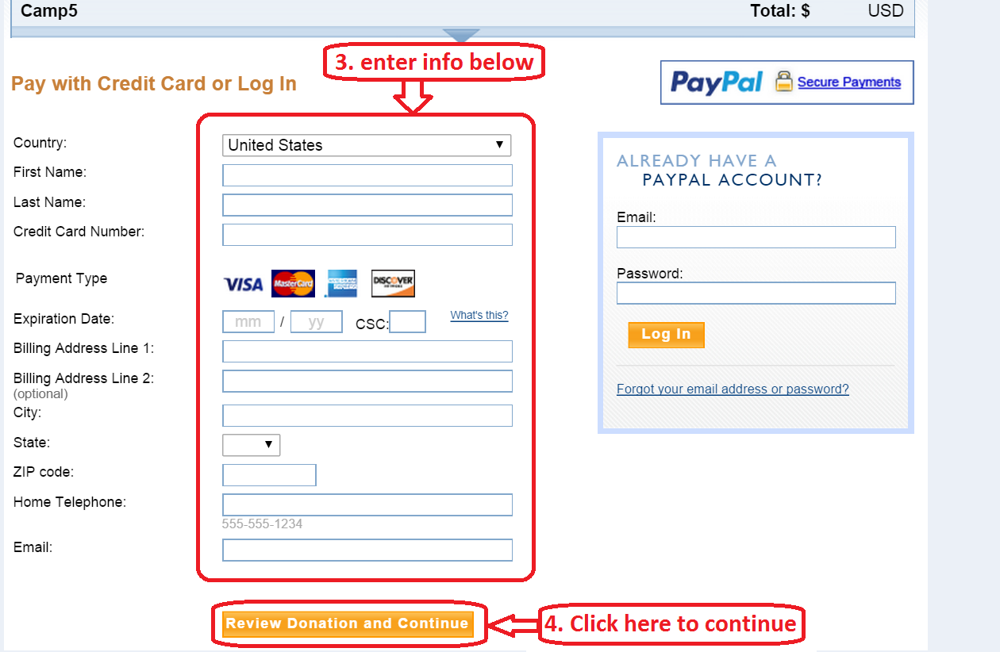 Camp5 Total: $ USD
3. enter info below
Pay with Credit Card or Log In
PayPal Secure Payments
Country: United States
First Name:
Last Name:
Credit Card Number:
Payment Type VISA MasterCard AMERICAN EXPRESS DISCOVER NETWORK
Expiration Date: mm / yy CSC: What's this?
Billing Address Line 1:
Billing Address Line 2:
(optional)
City:
State:
ZIP code:
Home Telephone:
555-555-1234
Email:
ALREADY HAVE A
PAYPAL ACCOUNT?
Email:
Password:
Log In
Forgot your email address or password?
Review Donation and Continue
4. Click here to continue